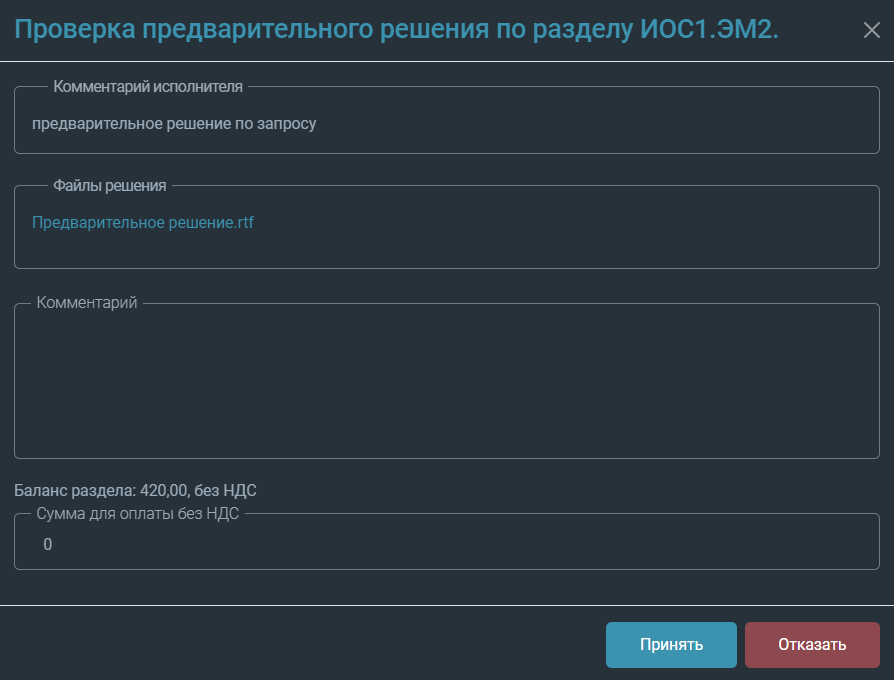 Проверка предварительного решения по разделу ИОС1.ЭМ2.
Комментарий исполнителя
предварительное решение по запросу
Файлы решения
Предварительное решение.rtf
Комментарий
Баланс раздела: 420,00, без НДС
Сумма для оплаты без НДС
0
Принять
Отказать